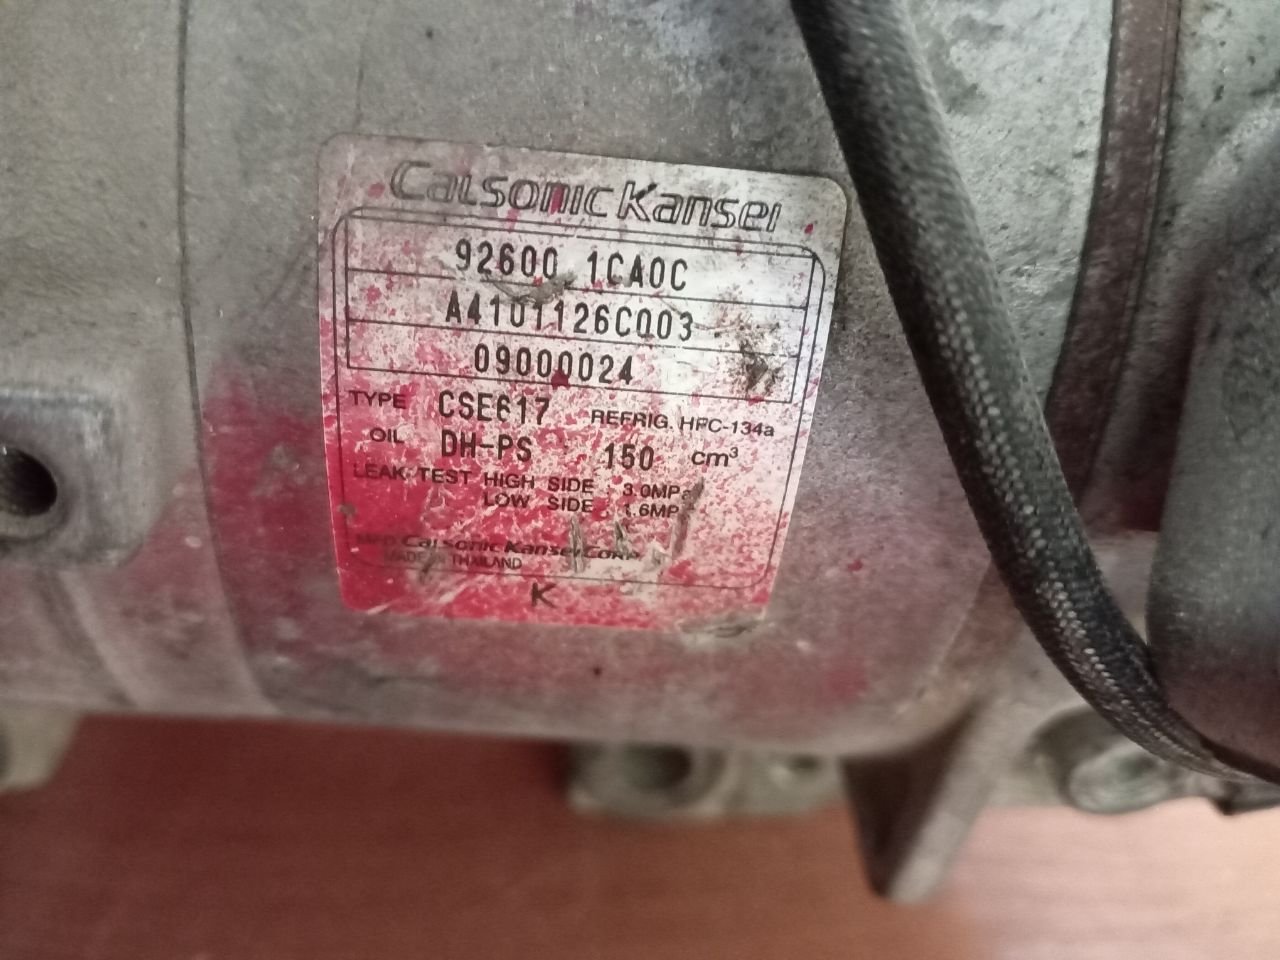 CalsonicKansei
92600 1CA0C
A4101126C003
09000024
TYPE CSE617 REFRIG. HFC-134a
OIL DH-PS 150 cm³
LEAK TEST HIGH SIDE : 3.0MPa
LOW SIDE : 1.6MPa
MFD Calsonic Kansei Corp.
MADE IN THAILAND
K